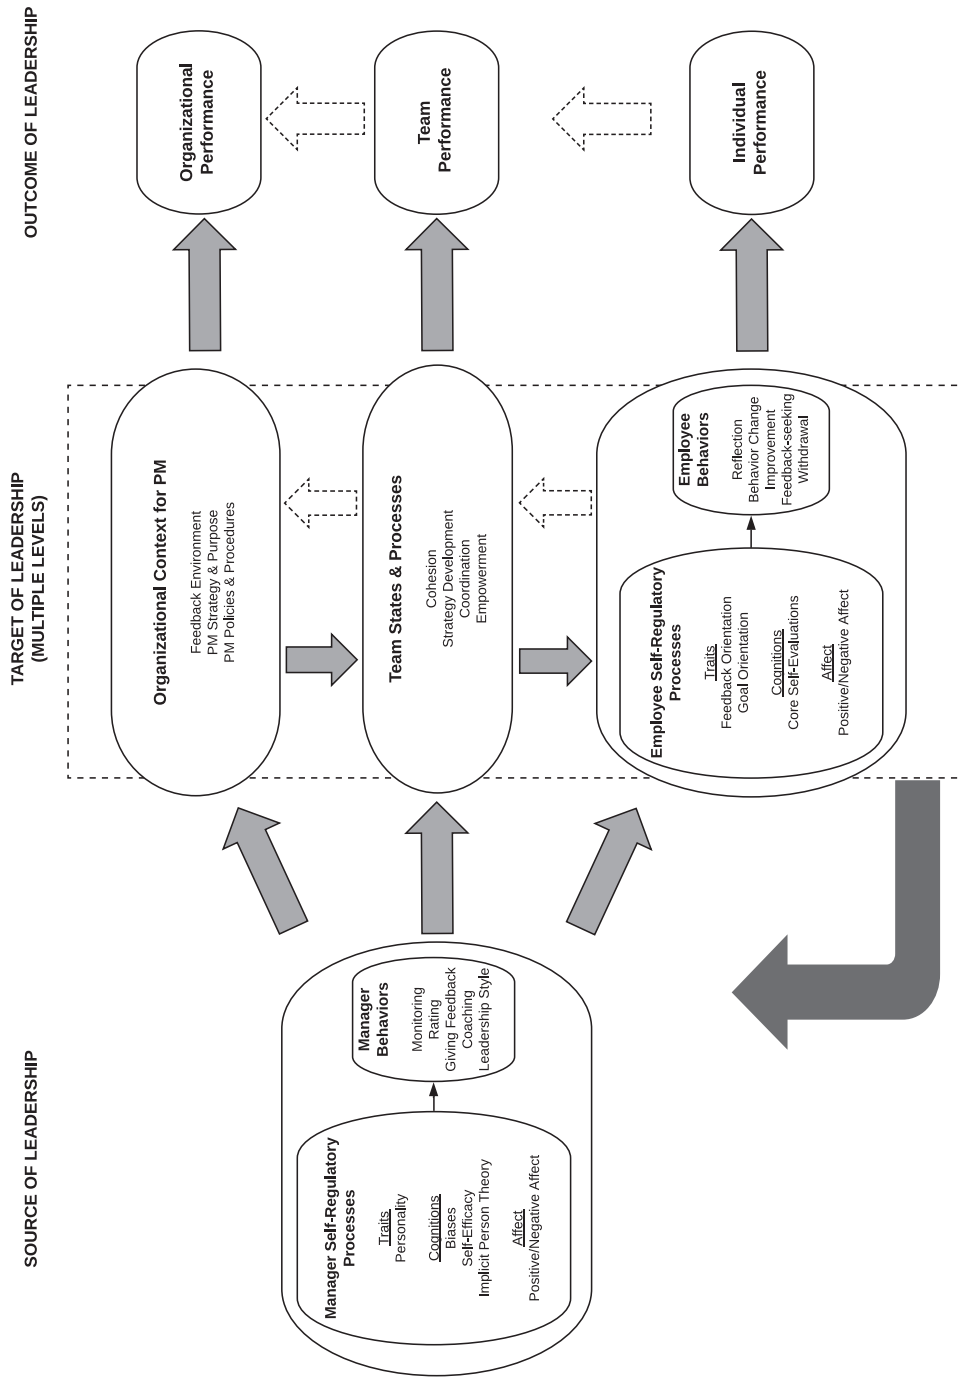 SOURCE OF LEADERSHIP
TARGET OF LEADERSHIP
(MULTIPLE LEVELS)
OUTCOME OF LEADERSHIP
Manager Self-Regulatory
Processes
Traits
Personality
Cognitions
Biases
Self-Efficacy
Implicit Person Theory
Affect
Positive/Negative Affect
Manager
Behaviors
Monitoring
Rating
Giving Feedback
Coaching
Leadership Style
Organizational Context for PM
Feedback Environment
PM Strategy & Purpose
PM Policies & Procedures
Team States & Processes
Cohesion
Strategy Development
Coordination
Empowerment
Employee Self-Regulatory
Processes
Traits
Feedback Orientation
Goal Orientation
Cognitions
Core Self-Evaluations
Affect
Positive/Negative Affect
Employee
Behaviors
Reflection
Behavior Change
Improvement
Feedback-seeking
Withdrawal
Organizational
Performance
Team
Performance
Individual
Performance